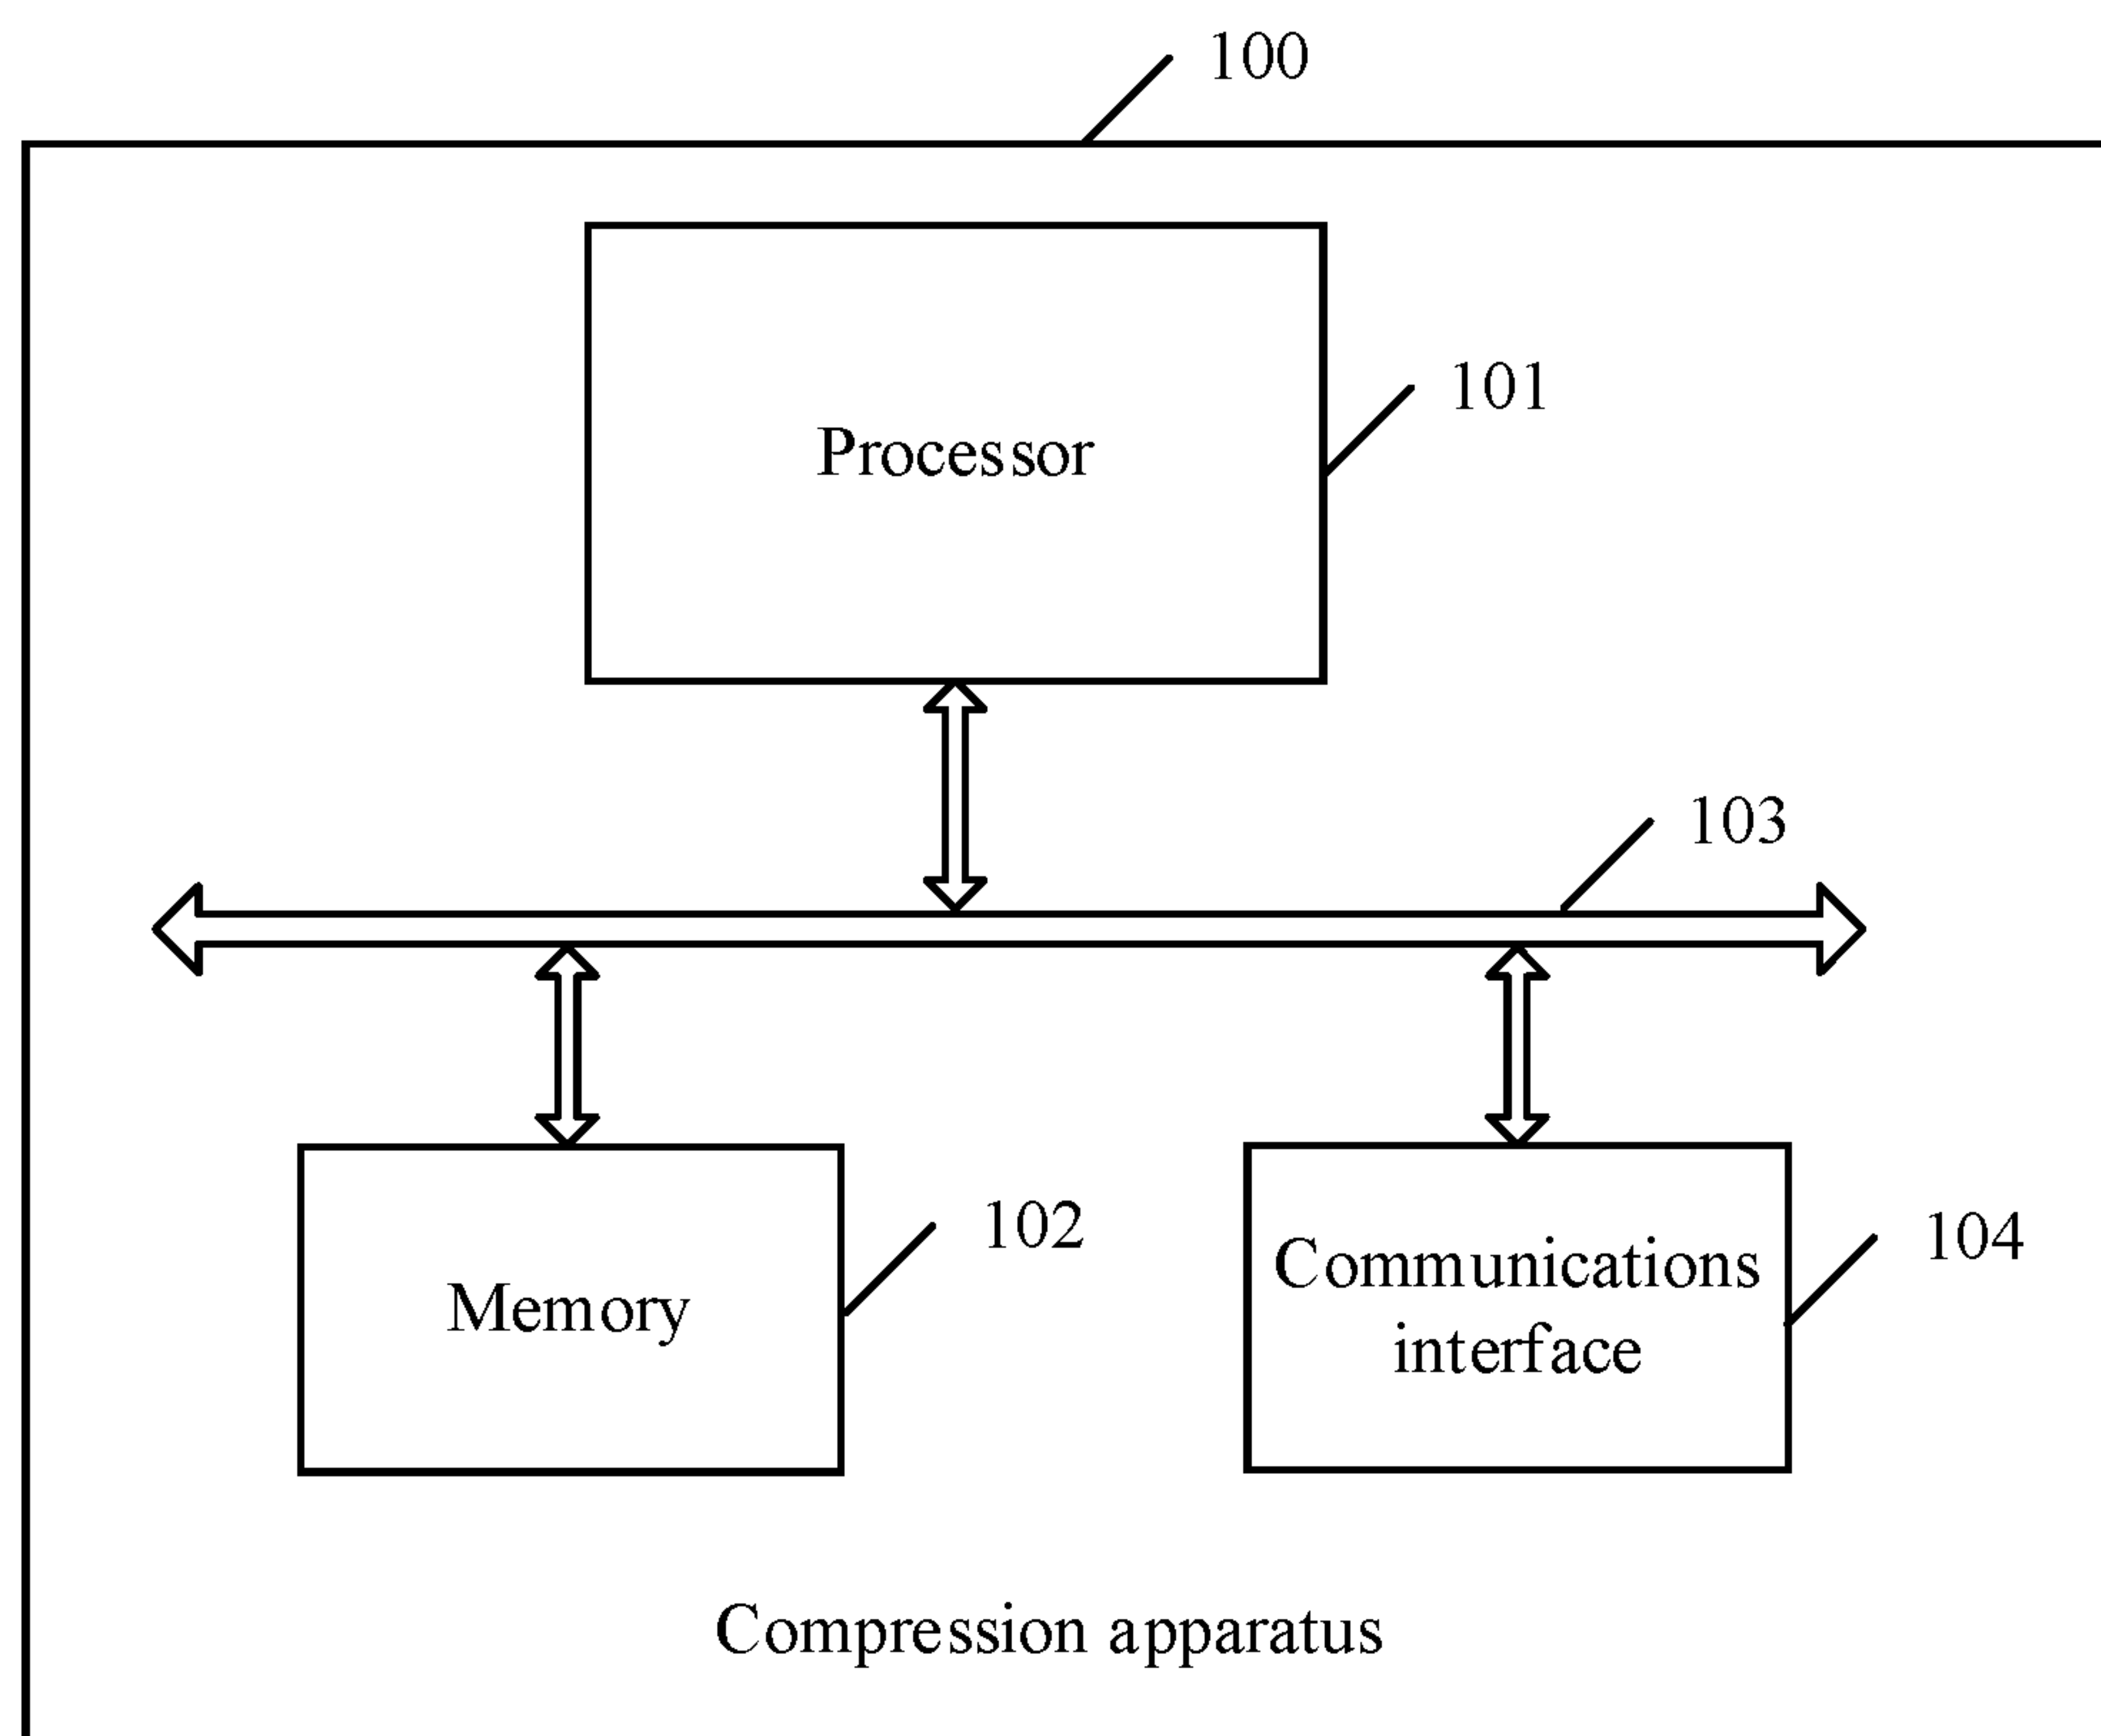 100
101
Processor
103
102
104
Communications
interface
Memory
Compression apparatus